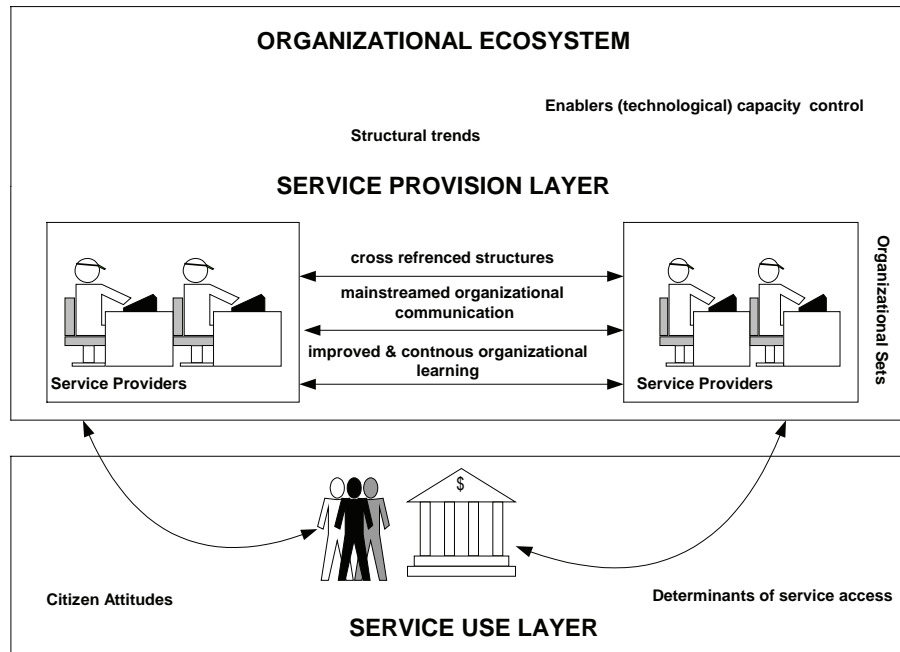 ORGANIZATIONAL ECOSYSTEM
Enablers (technological) capacity control
Structural trends
SERVICE PROVISION LAYER
cross refrenced structures
mainstreamed organizational
communication
improved & contnous organizational
learning
Service Providers
Service Providers
Organizational Sets
$
Citizen Attitudes
Determinants of service access
SERVICE USE LAYER